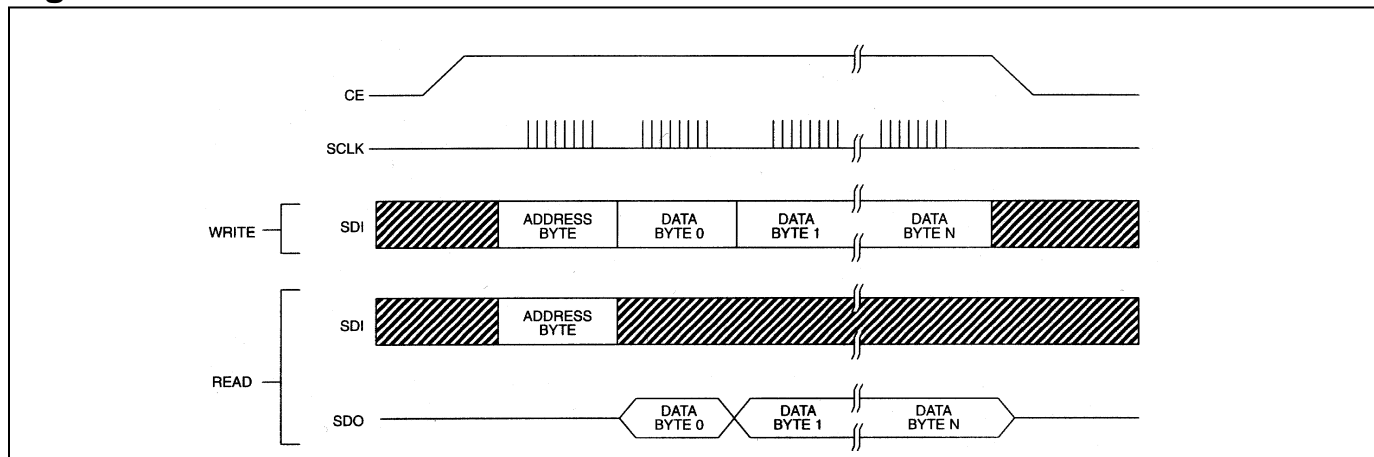 CE
SCLK
WRITE
SDI
ADDRESS
BYTE
DATA
BYTE 0
DATA
BYTE 1
DATA
BYTE N
READ
SDI
ADDRESS
BYTE
SDO
DATA
BYTE 0
DATA
BYTE 1
DATA
BYTE N